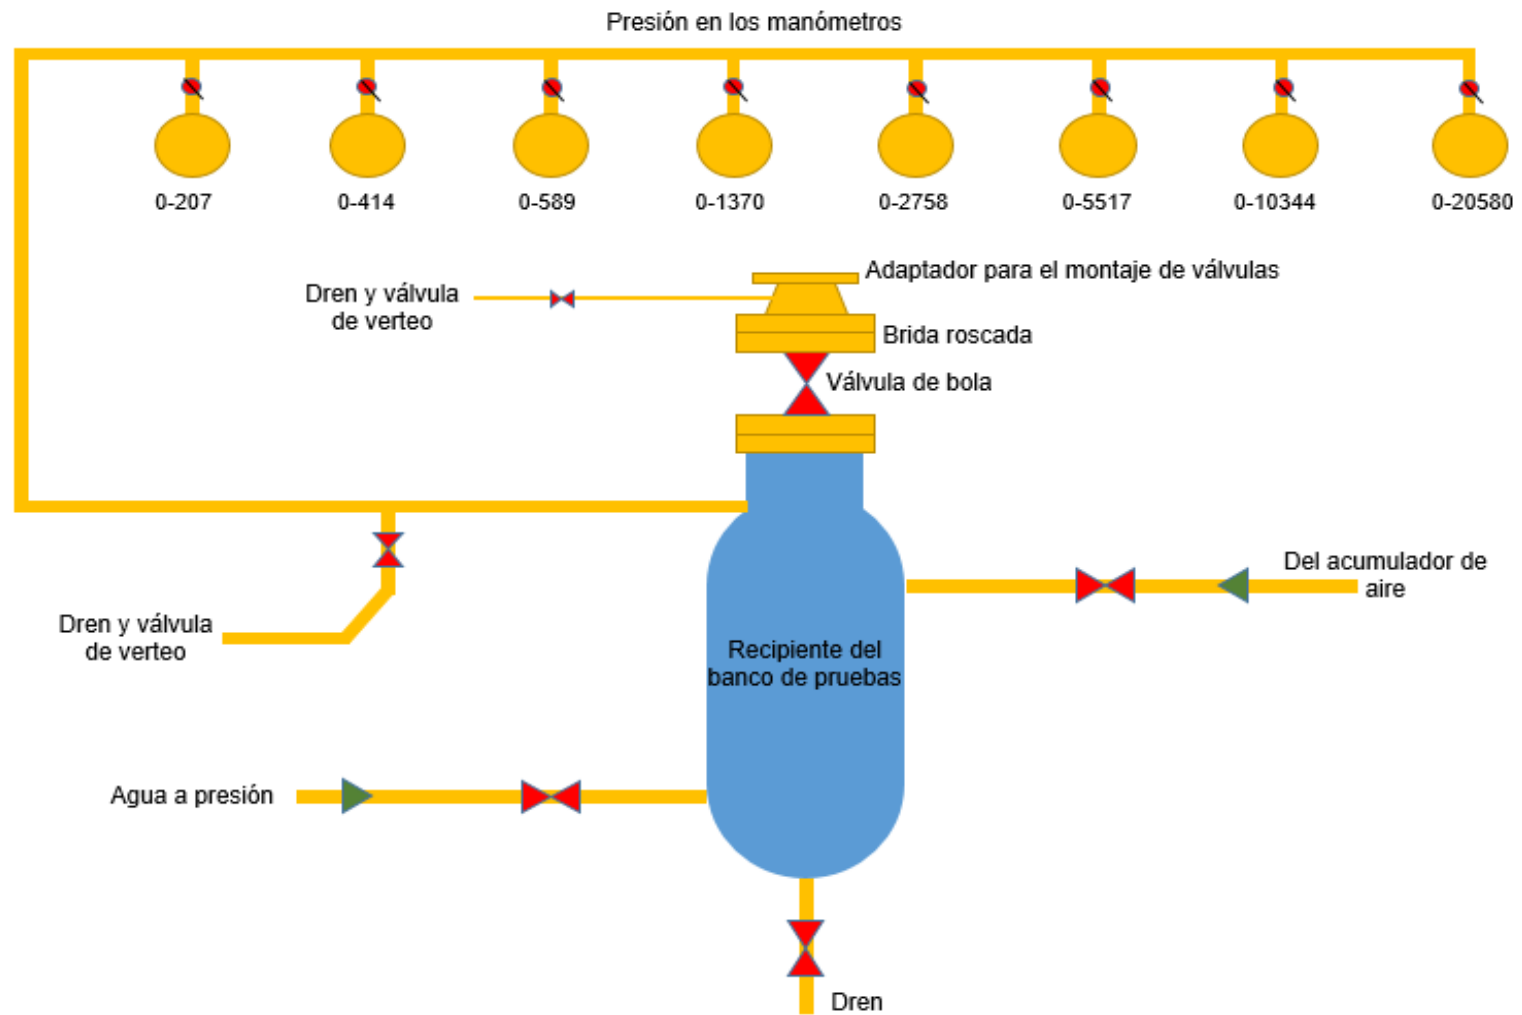 Presión en los manómetros
0-207
0-414
0-589
0-1370
0-2758
0-5517
0-10344
0-20580
Adaptador para el montaje de válvulas
Dren y válvula
de verteo
Brida roscada
Válvula de bola
Del acumulador de
aire
Dren y válvula
de verteo
Recipiente del
banco de pruebas
Agua a presión
Dren